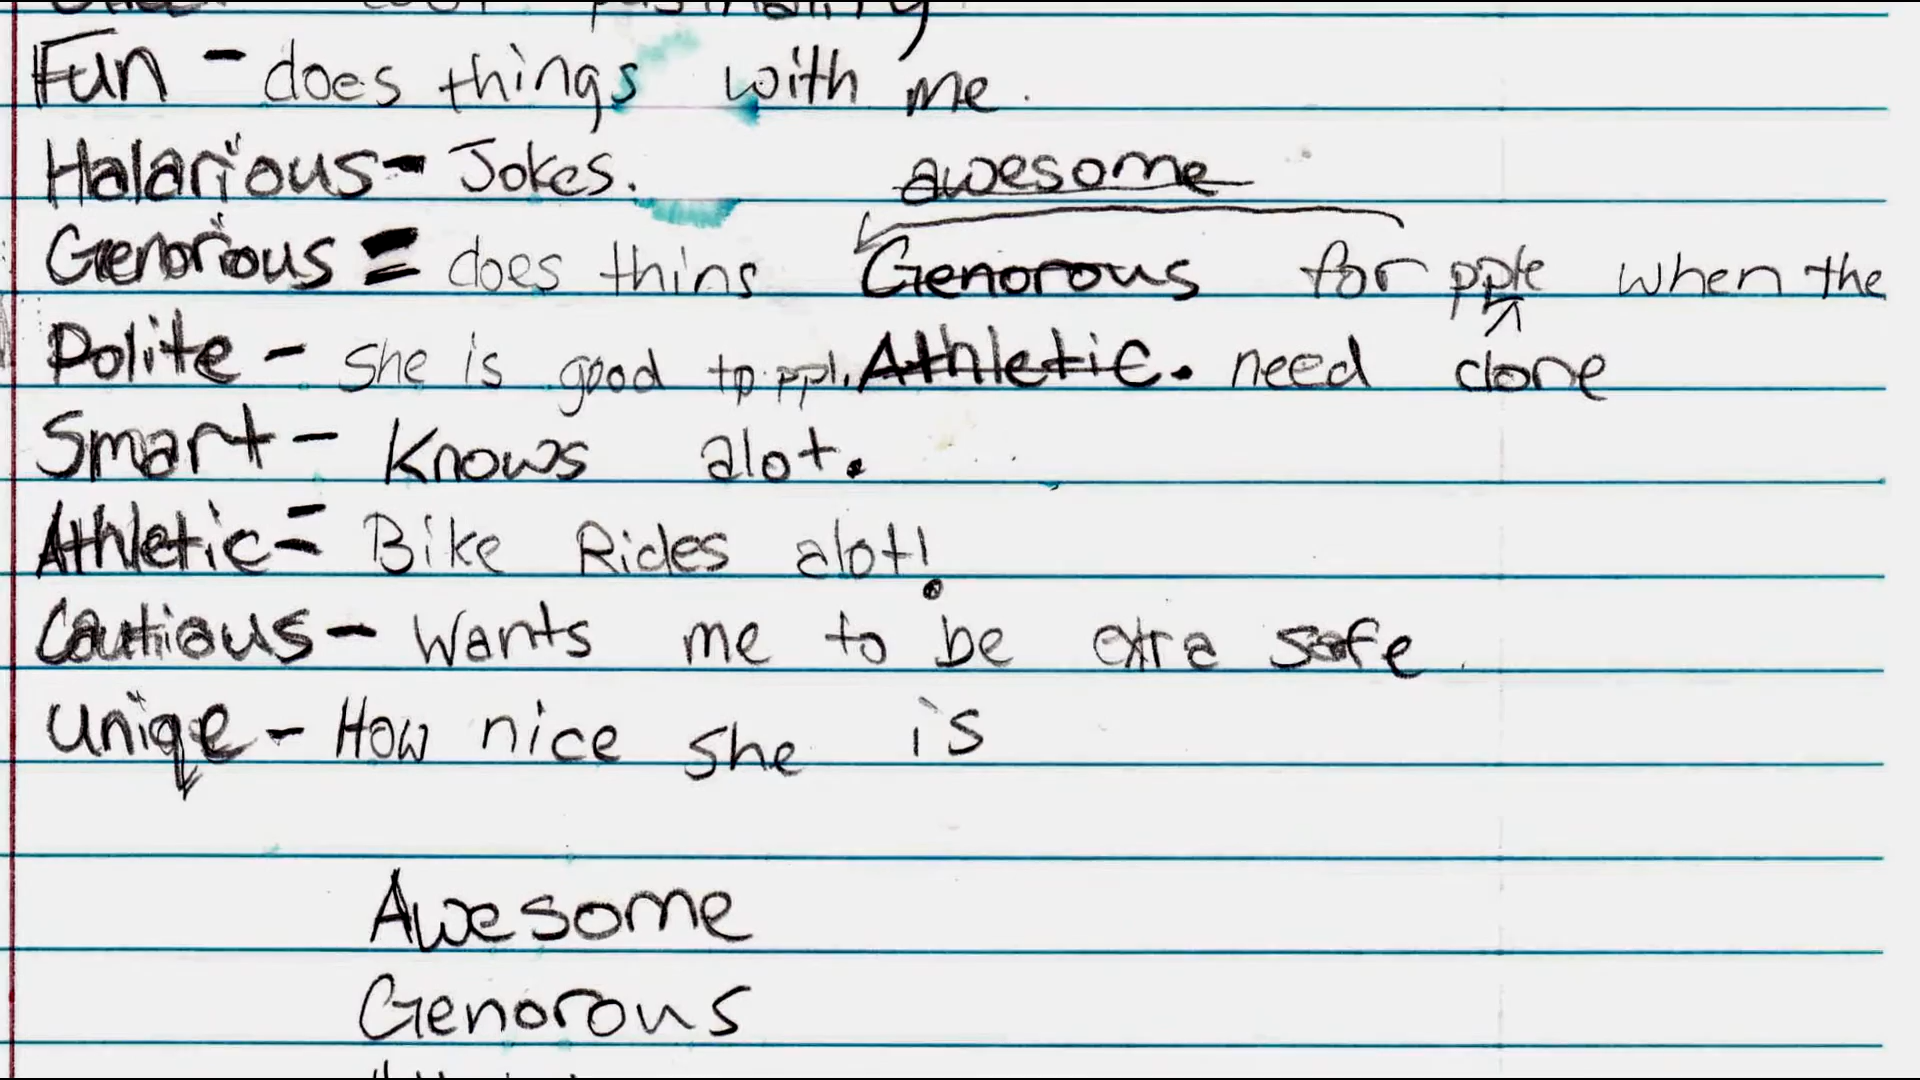 Fun - does things with me.
Halarious - Jokes. awesome
Genorious = does thins Genorous for pple when the
Polite - She is good to ppl. Athletic. need done
Smart - Knows alot.
Athletic = Bike Rides alot!
Cautious - Wants me to be extra safe.
Uniqe - How nice she is
Awesome
Genorous